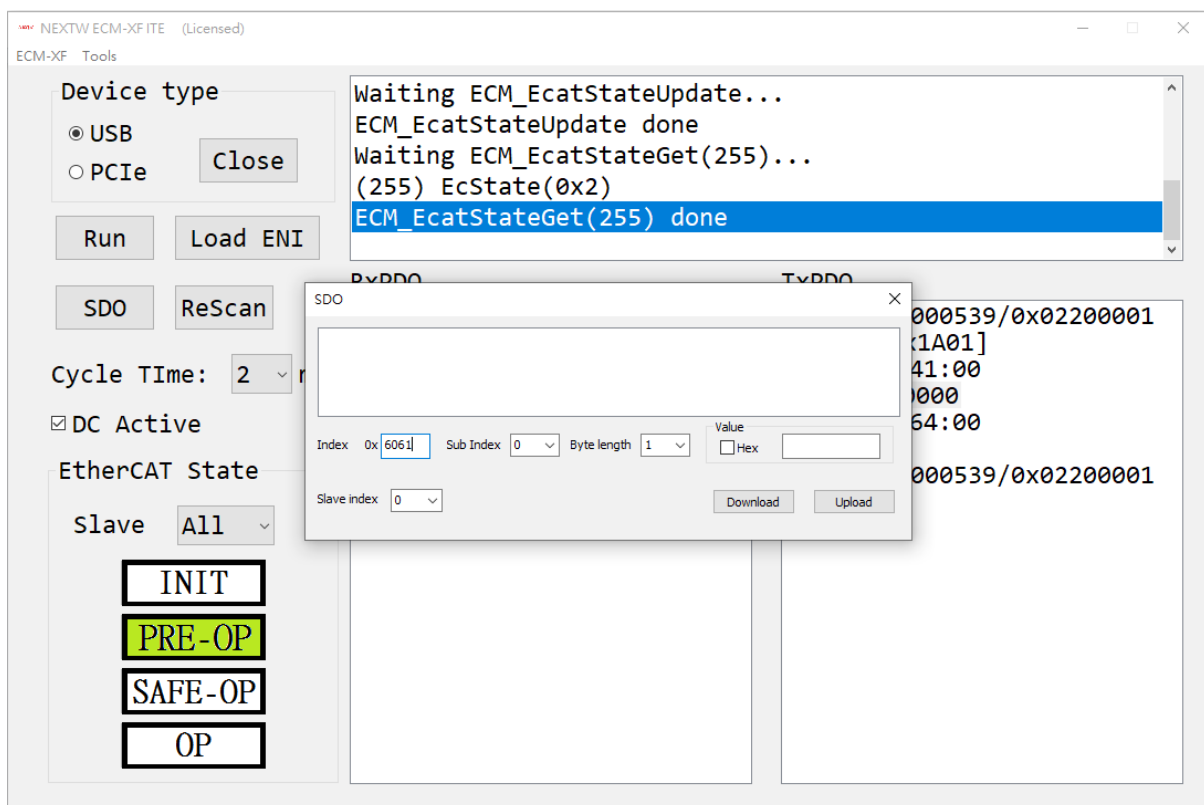 NEXTW ECM-XF ITE (Licensed)
ECM-XF Tools
Device type
USB
PCIe
Close
Run
Load ENI
SDO
ReScan
Cycle TIme: 2
DC Active
EtherCAT State
Slave All
INIT
PRE-OP
SAFE-OP
OP
Waiting ECM_EcatStateUpdate...
ECM_EcatStateUpdate done
Waiting ECM_EcatStateGet(255)...
(255) EcState(0x2)
ECM_EcatStateGet(255) done
RxPDO
TxPDO
000539/0x02200001
1A01]
41:00
0000
64:00
000539/0x02200001
SDO
Index 0x 6061 Sub Index 0 Byte length 1 Value Hex
Slave index 0 Download Upload